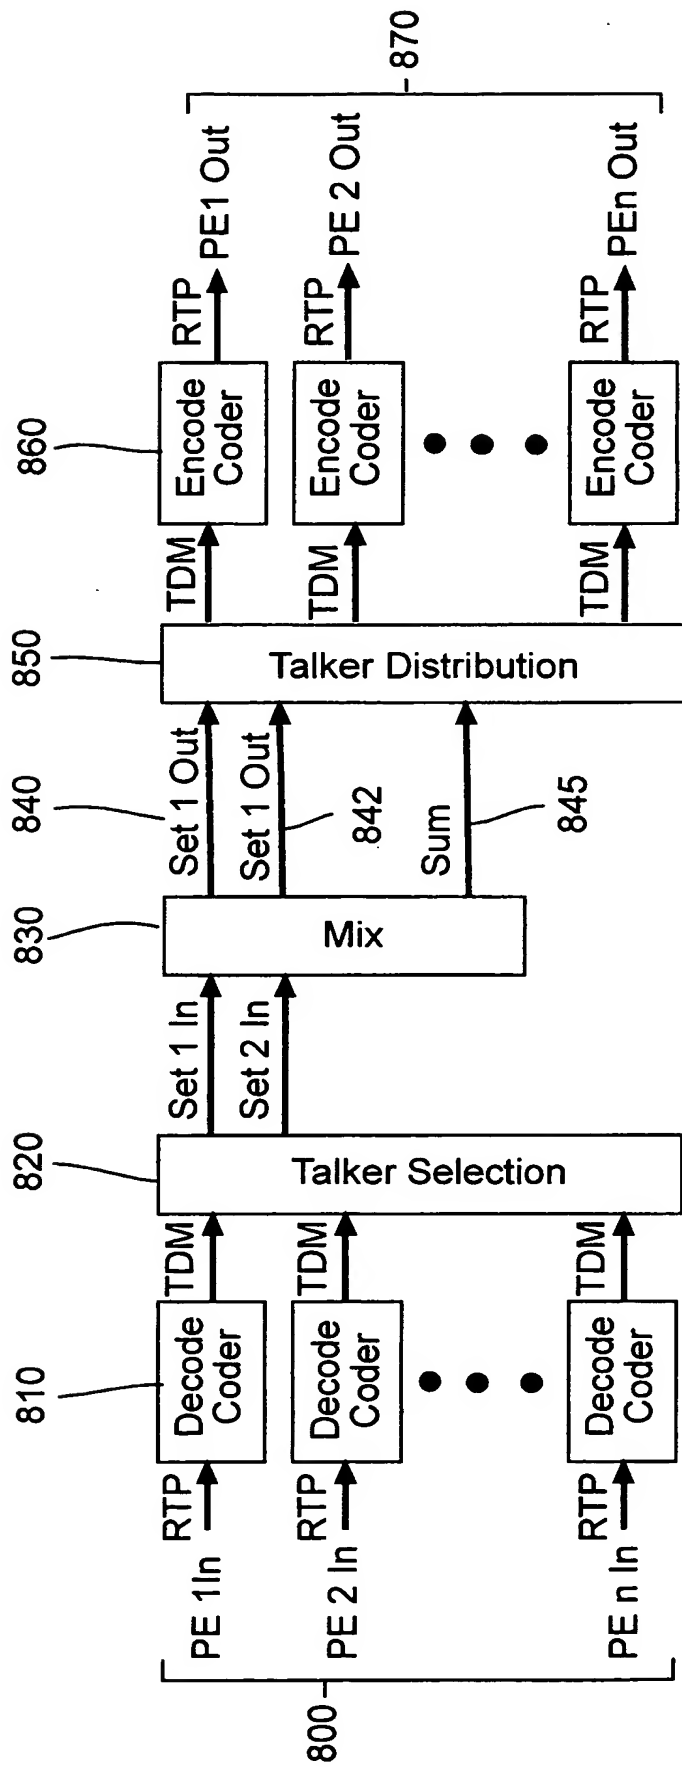 810
820
830
840
850
860
PE 1In
RTP
Decode
Coder
TDM
Set 1 In
Set 1 Out
TDM
Encode
Coder
RTP
PE1 Out
PE 2 In
RTP
Decode
Coder
TDM
Set 2 In
Set 1 Out
842
TDM
Encode
Coder
RTP
PE 2 Out
800
Talker Selection
Mix
Sum
845
Talker Distribution
870
PE n In
RTP
Decode
Coder
TDM
TDM
Encode
Coder
RTP
PEn Out